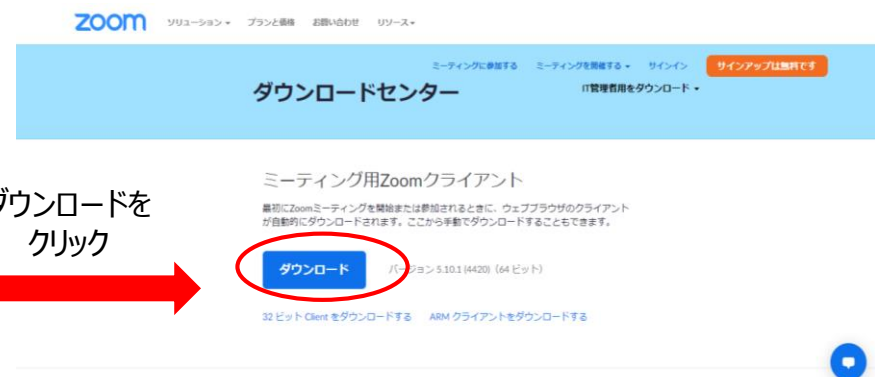 zoom ソリューション プランと価格 お問い合わせ リソース
ミーティングに参加する ミーティングを開催する サインイン サインアップは無料です
ダウンロードセンター IT管理者用をダウンロード
ミーティング用Zoomクライアント
最初にZoomミーティングを開始または参加されるときに、ウェブブラウザのクライアント
が自動的にダウンロードされます。ここから手動でダウンロードすることもできます。
ダウンロードを
クリック
ダウンロード バージョン 5.10.1 (4420) (64 ビット)
32 ビット Client をダウンロードする ARM クライアントをダウンロードする